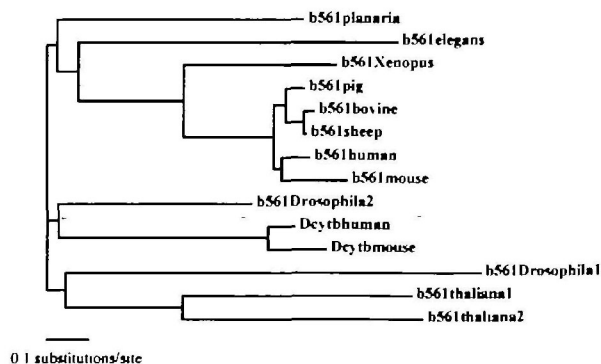 b561planaria
b561elegans
b561Xenopus
b561pig
b561bovine
b561sheep
b561human
b561mouse
b561Drosophila2
Dcytbhuman
Dcytbmouse
b561Drosophila1
b561thaliana1
b561thaliana2
0 1 substitutions/site